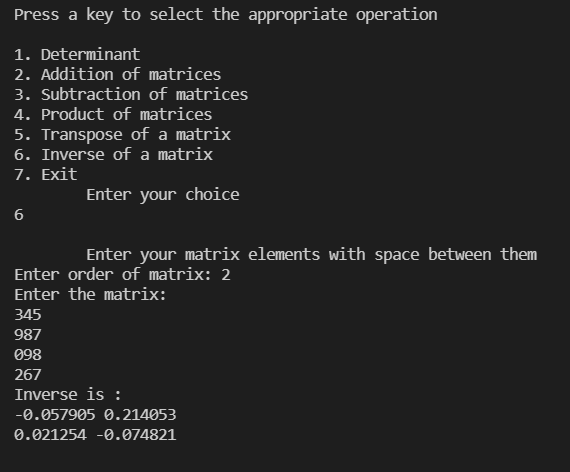 Press a key to select the appropriate operation
1. Determinant
2. Addition of matrices
3. Subtraction of matrices
4. Product of matrices
5. Transpose of a matrix
6. Inverse of a matrix
7. Exit
Enter your choice
6
Enter your matrix elements with space between them
Enter order of matrix: 2
Enter the matrix:
345
987
098
267
Inverse is :
-0.057905 0.214053
0.021254 -0.074821